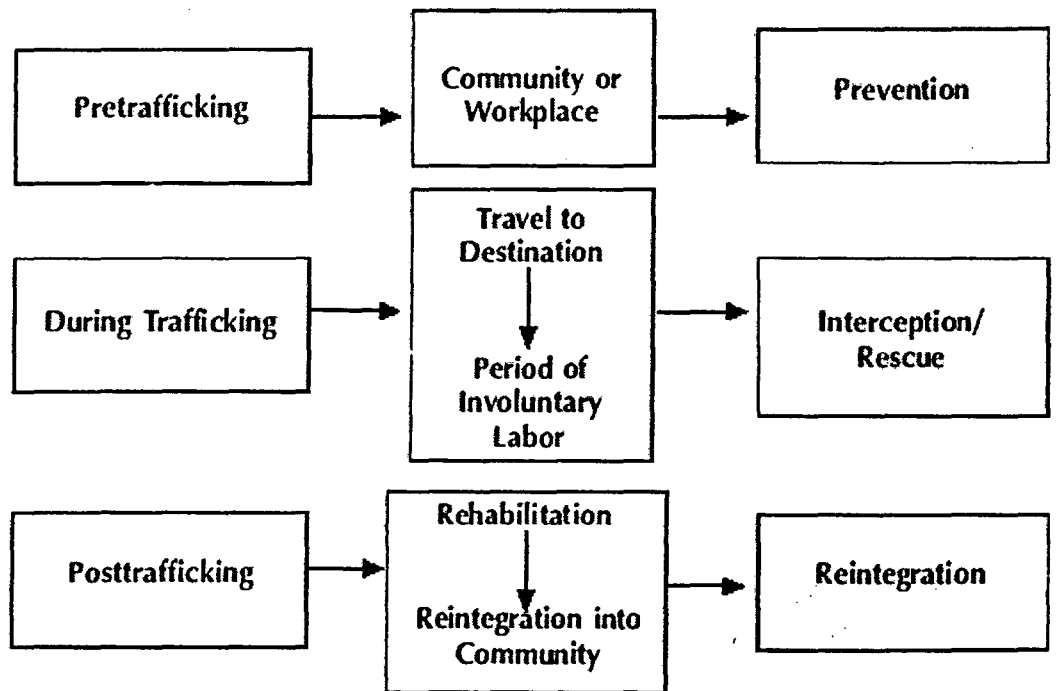 Pretrafficking
Community or
Workplace
Prevention
During Trafficking
Travel to
Destination
Period of
Involuntary
Labor
Interception/
Rescue
Posttrafficking
Rehabilitation
Reintegration into
Community
Reintegration